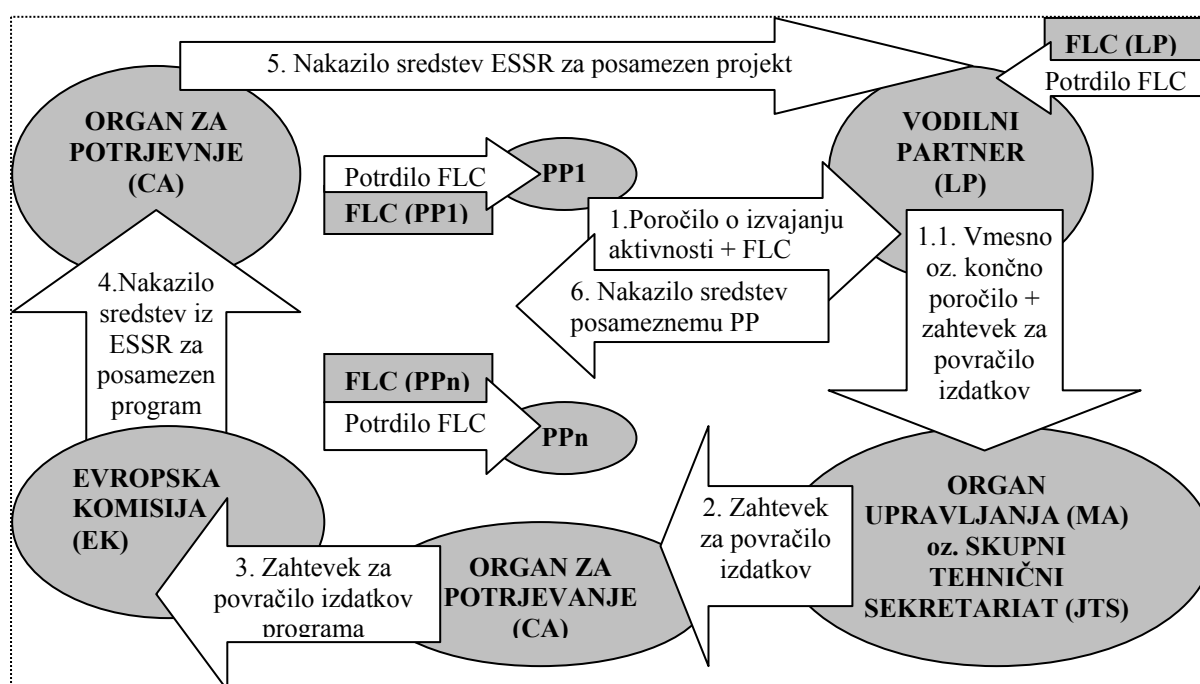 5. Nakazilo sredstev ESSR za posamezen projekt
FLC (LP)
Potrdilo FLC
ORGAN ZA
POTRJEVNJE
(CA)
VODILNI
PARTNER
(LP)
Potrdilo FLC
FLC (PP1)
PP1
1.Poročilo o izvajanju
aktivnosti + FLC
6. Nakazilo sredstev
posameznemu PP
1.1. Vmesno
oz. končno
poročilo +
zahtevek za
povračilo
izdatkov
4.Nakazilo
sredstev iz
ESSR za
posamezen
program
FLC (PPn)
Potrdilo FLC
PPn
EVROPSKA
KOMISIJA
(EK)
3. Zahtevek za
povračilo izdatkov
programa
ORGAN ZA
POTRJEVANJE
(CA)
2. Zahtevek
za povračilo
izdatkov
ORGAN
UPRAVLJANJA (MA)
oz. SKUPNI
TEHNIČNI
SEKRETARIAT (JTS)